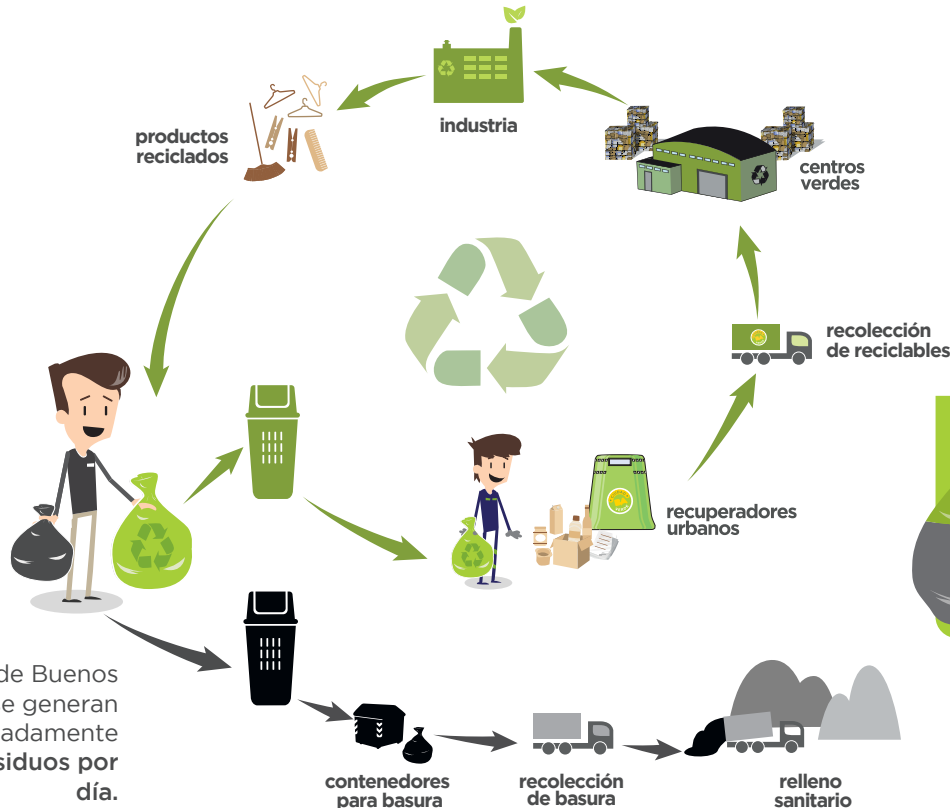 industria
productos
reciclados
centros
verdes
recolección
de reciclables
recuperadores
urbanos
de Buenos
se generan
adamente
siduos por
día.
contenedores
para basura
recolección
de basura
relleno
sanitario